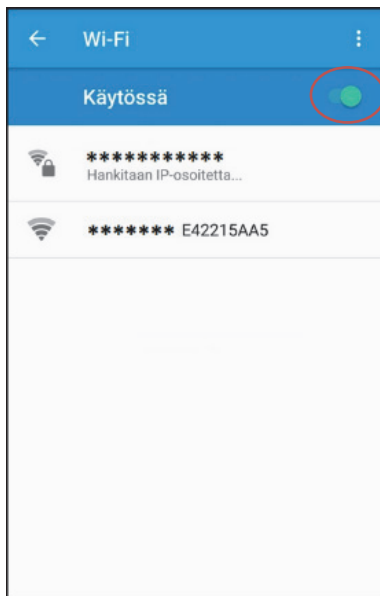 Wi-Fi
Käytössä
***********
Hankitaan IP-osoitetta...
******* E42215AA5